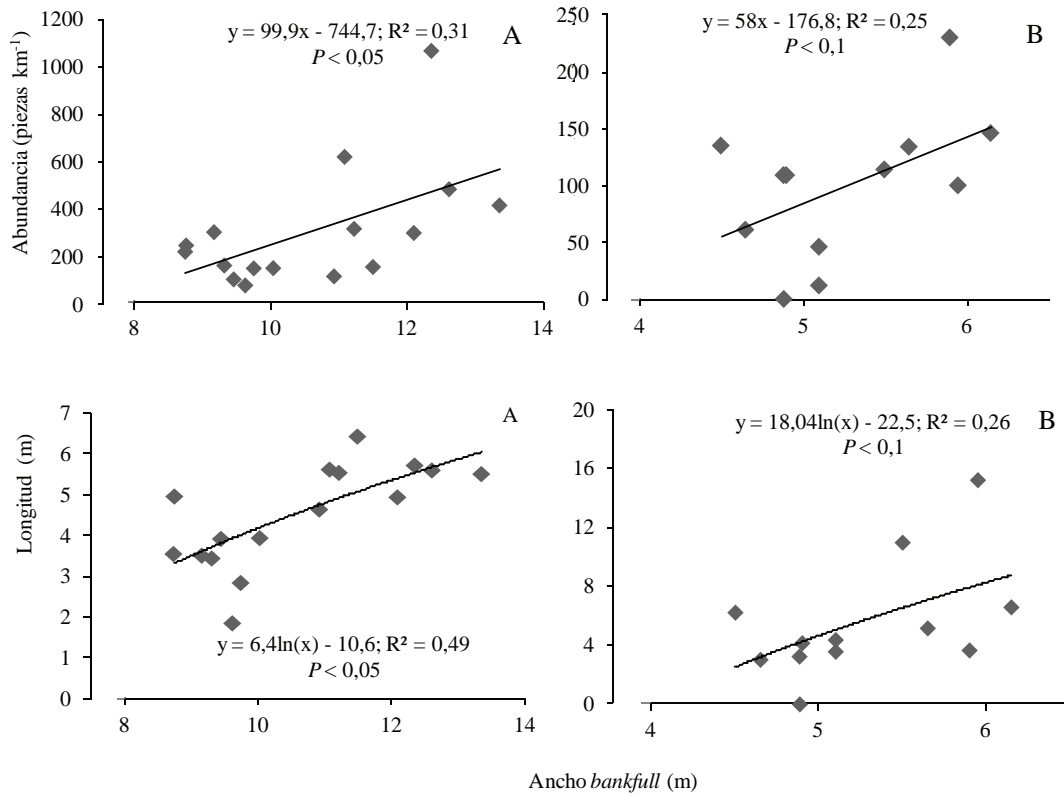 y = 99,9x - 744,7; R² = 0,31
P < 0,05
A
Abundancia (piezas km⁻¹)
1200
1000
800
600
400
200
0
8
10
12
14
y = 58x - 176,8; R² = 0,25
P < 0,1
B
250
200
150
100
50
0
4
5
6
A
Longitud (m)
7
6
5
4
3
2
1
0
y = 6,4ln(x) - 10,6; R² = 0,49
P < 0,05
8
10
12
14
y = 18,04ln(x) - 22,5; R² = 0,26
P < 0,1
B
20
16
12
8
4
0
4
5
6
Ancho bankfull (m)